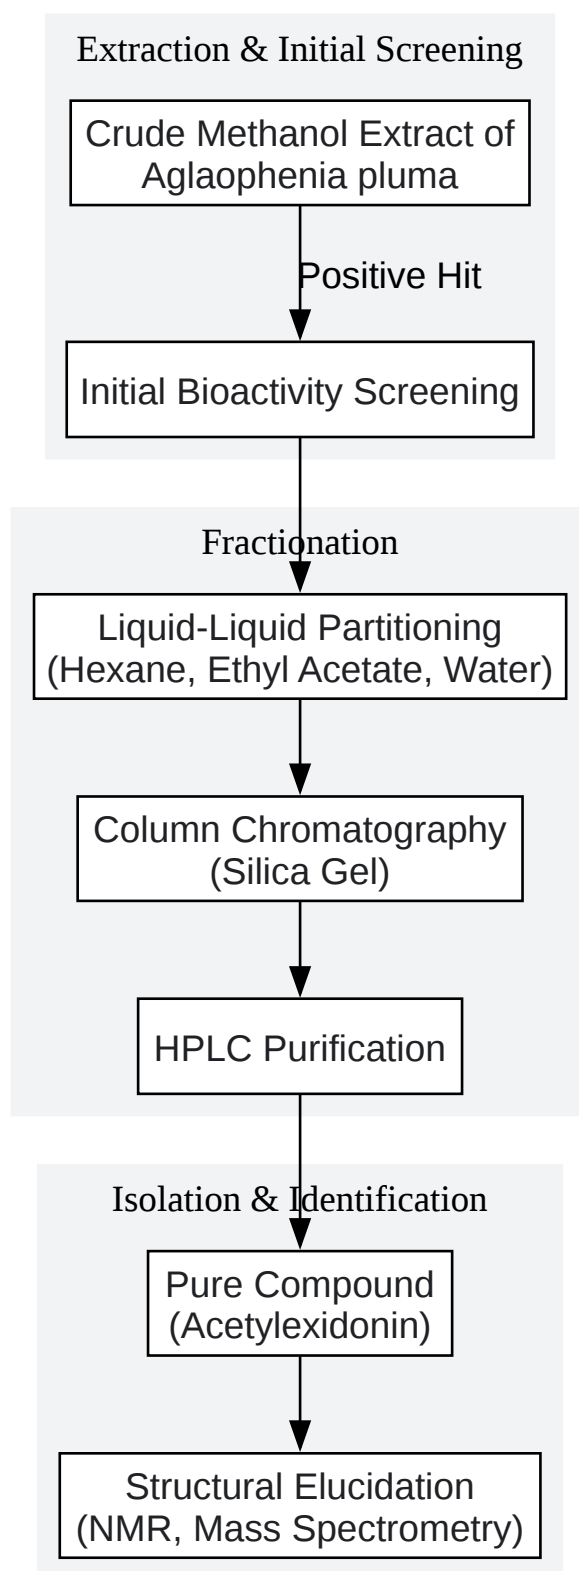 Extraction & Initial Screening
Crude Methanol Extract of
Aglaophenia pluma
Positive Hit
Initial Bioactivity Screening
Fractionation
Liquid-Liquid Partitioning
(Hexane, Ethyl Acetate, Water)
Column Chromatography
(Silica Gel)
HPLC Purification
Isolation & Identification
Pure Compound
(Acetylexidonin)
Structural Elucidation
(NMR, Mass Spectrometry)